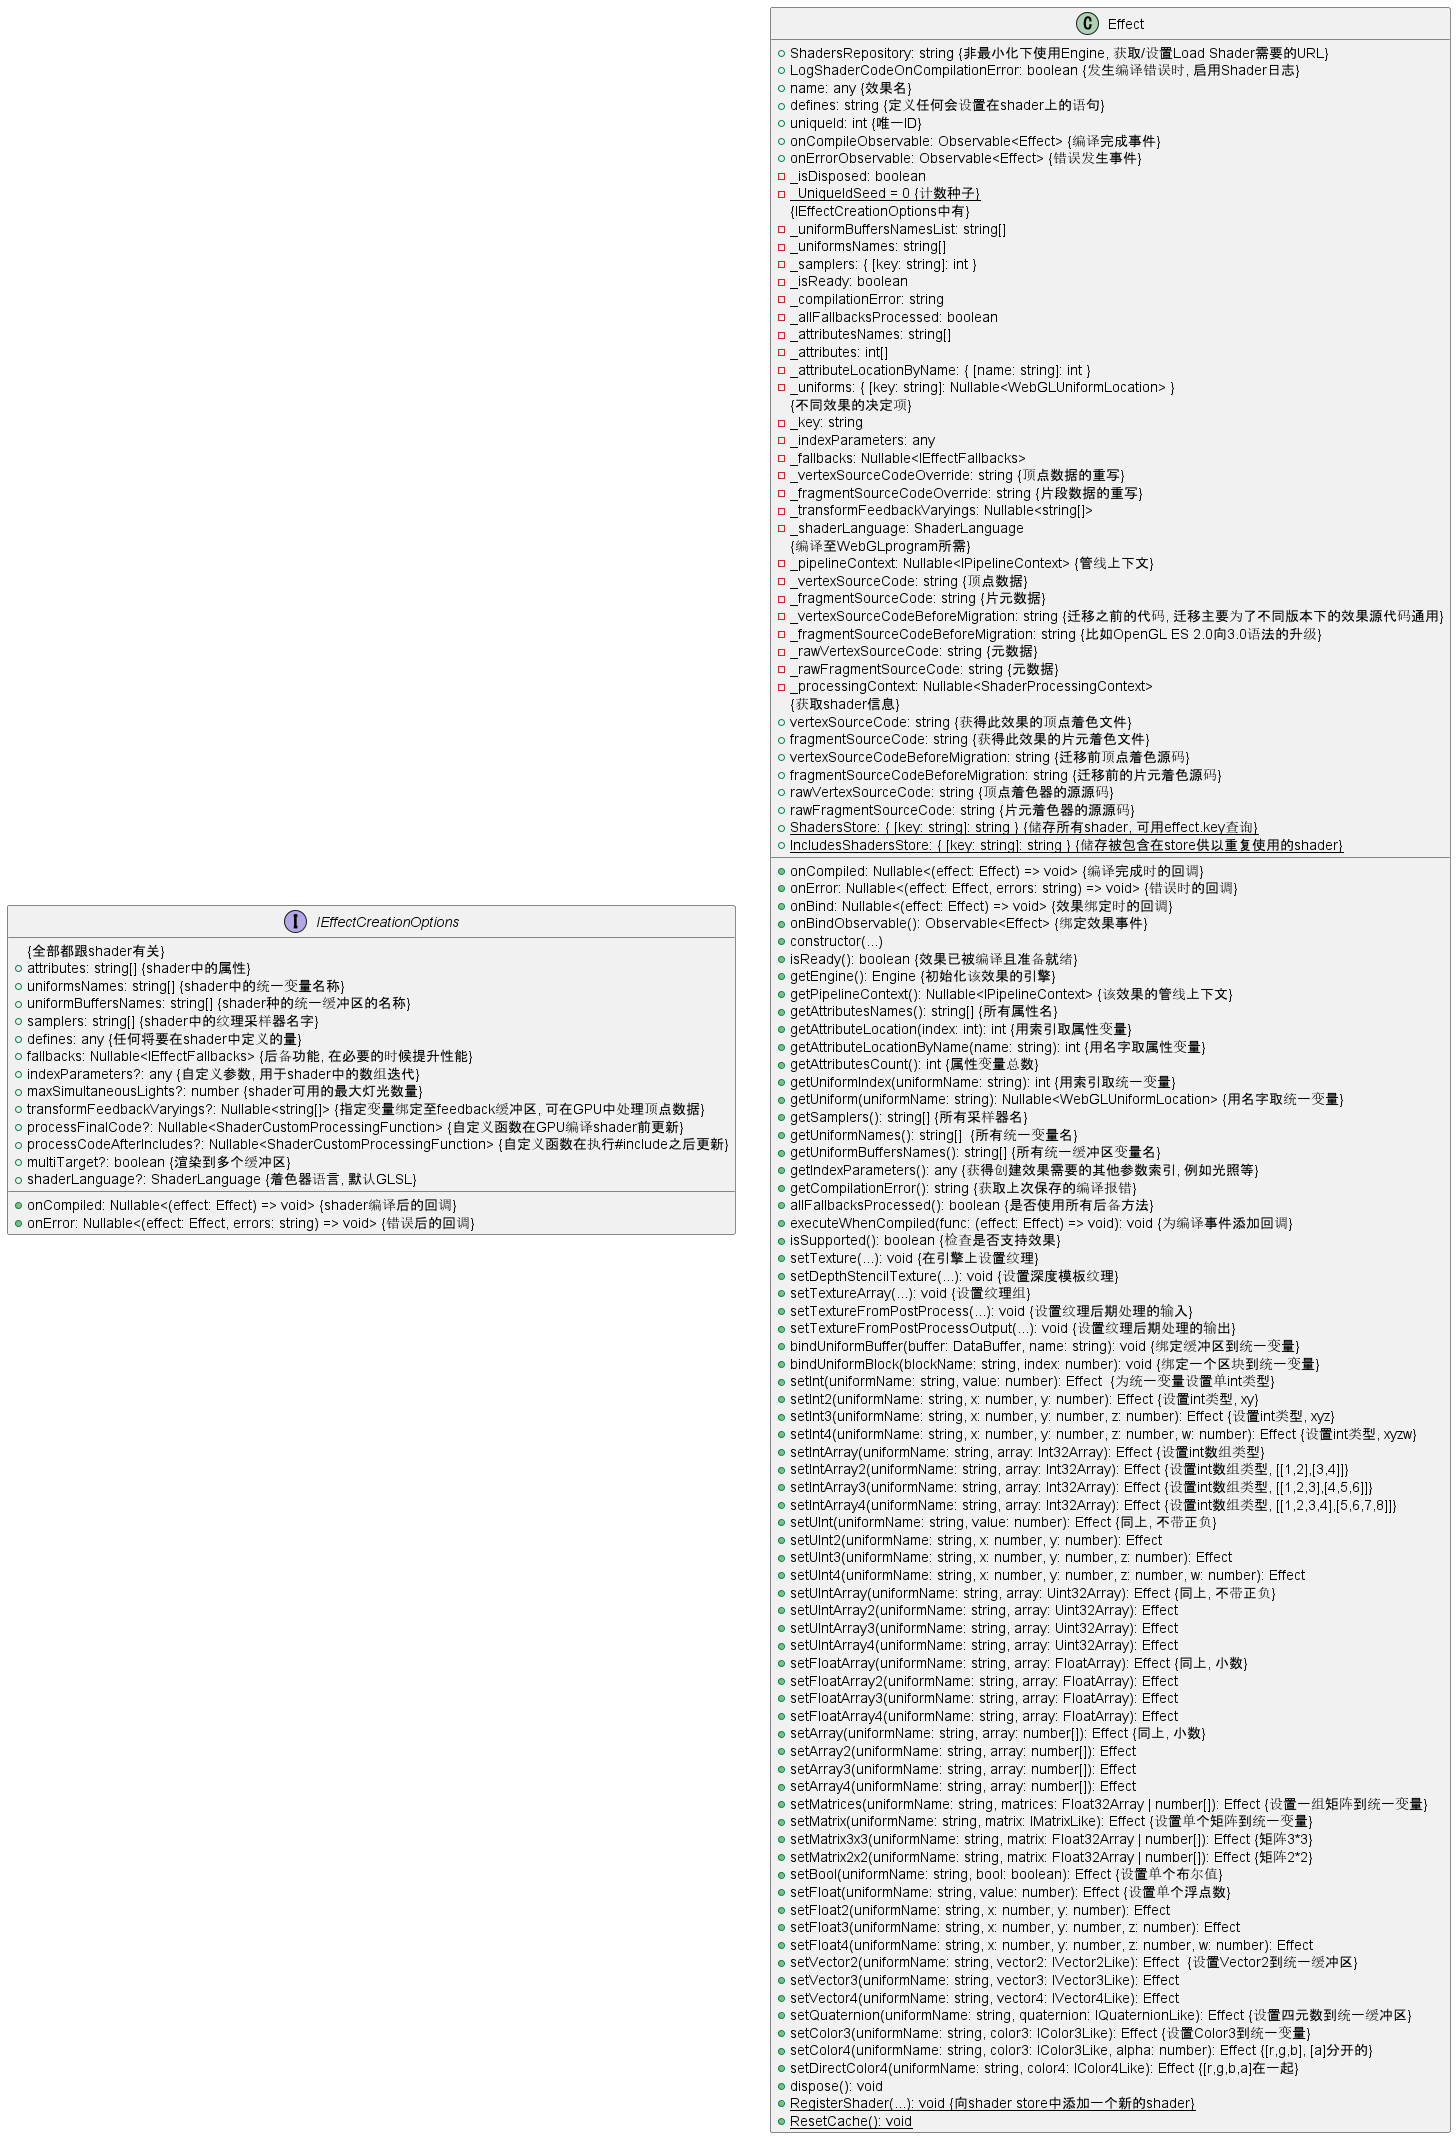 Effect
ShadersRepository: string {非最小化下使用Engine, 获取/设置Load Shader需要的URL}
LogShaderCodeOnCompilationError: boolean {发生编译错误时, 启用Shader日志}
name: any {效果名}
defines: string {定义任何会设置在shader上的语句}
uniqueId: int {唯一ID}
onCompileObservable: Observable<Effect> {编译完成事件}
onErrorObservable: Observable<Effect> {错误发生事件}
_isDisposed: boolean
_UniqueIdSeed = 0 {计数种子}
{IEffectCreationOptions中有}
_uniformBuffersNamesList: string[]
_uniformsNames: string[]
_samplers: { [key: string]: int }
_isReady: boolean
_compilationError: string
_allFallbacksProcessed: boolean
_attributesNames: string[]
_attributes: int[]
_attributeLocationByName: { [name: string]: int }
_uniforms: { [key: string]: Nullable<WebGLUniformLocation> }
{不同效果的决定项}
_key: string
_indexParameters: any
_fallbacks: Nullable<IEffectFallbacks>
_vertexSourceCodeOverride: string {顶点数据的重写}
_fragmentSourceCodeOverride: string {片段数据的重写}
_transformFeedbackVaryings: Nullable<string[]>
_shaderLanguage: ShaderLanguage
{编译至WebGLprogram所需}
_pipelineContext: Nullable<IPipelineContext> {管线上下文}
_vertexSourceCode: string {顶点数据}
_fragmentSourceCode: string {片元数据}
_vertexSourceCodeBeforeMigration: string {迁移之前的代码, 迁移主要为了不同版本下的效果源代码通用}
_fragmentSourceCodeBeforeMigration: string {比如OpenGL ES 2.0向3.0语法的升级}
_rawVertexSourceCode: string {元数据}
_rawFragmentSourceCode: string {元数据}
_processingContext: Nullable<ShaderProcessingContext>
{获取shader信息}
vertexSourceCode: string {获得此效果的顶点着色文件}
fragmentSourceCode: string {获得此效果的片元着色文件}
vertexSourceCodeBeforeMigration: string {迁移前顶点着色源码}
fragmentSourceCodeBeforeMigration: string {迁移前的片元着色源码}
rawVertexSourceCode: string {顶点着色器的源源码}
rawFragmentSourceCode: string {片元着色器的源源码}
ShadersStore: { [key: string]: string } {储存所有shader, 可用effect.key查询}
IncludesShadersStore: { [key: string]: string } {储存被包含在store供以重复使用的shader}
onCompiled: Nullable<(effect: Effect) => void> {编译完成时的回调}
onError: Nullable<(effect: Effect, errors: string) => void> {错误时的回调}
onBind: Nullable<(effect: Effect) => void> {效果绑定时的回调}
onBindObservable(): Observable<Effect> {绑定效果事件}
constructor(...)
isReady(): boolean {效果已被编译且准备就绪}
getEngine(): Engine {初始化该效果的引擎}
getPipelineContext(): Nullable<IPipelineContext> {该效果的管线上下文}
getAttributesNames(): string[] {所有属性名}
getAttributeLocation(index: int): int {用索引取属性变量}
getAttributeLocationByName(name: string): int {用名字取属性变量}
getAttributesCount(): int {属性变量总数}
getUniformIndex(uniformName: string): int {用索引取统一变量}
getUniform(uniformName: string): Nullable<WebGLUniformLocation> {用名字取统一变量}
getSamplers(): string[] {所有采样器名}
getUniformNames(): string[]  {所有统一变量名}
getUniformBuffersNames(): string[] {所有统一缓冲区变量名}
getIndexParameters(): any {获得创建效果需要的其他参数索引, 例如光照等}
getCompilationError(): string {获取上次保存的编译报错}
allFallbacksProcessed(): boolean {是否使用所有后备方法}
executeWhenCompiled(func: (effect: Effect) => void): void {为编译事件添加回调}
isSupported(): boolean {检查是否支持效果}
setTexture(...): void {在引擎上设置纹理}
setDepthStencilTexture(...): void {设置深度模板纹理}
setTextureArray(...): void {设置纹理组}
setTextureFromPostProcess(...): void {设置纹理后期处理的输入}
setTextureFromPostProcessOutput(...): void {设置纹理后期处理的输出}
bindUniformBuffer(buffer: DataBuffer, name: string): void {绑定缓冲区到统一变量}
bindUniformBlock(blockName: string, index: number): void {绑定一个区块到统一变量}
setInt(uniformName: string, value: number): Effect  {为统一变量设置单int类型}
setInt2(uniformName: string, x: number, y: number): Effect {设置int类型, xy}
setInt3(uniformName: string, x: number, y: number, z: number): Effect {设置int类型, xyz}
setInt4(uniformName: string, x: number, y: number, z: number, w: number): Effect {设置int类型, xyzw}
setIntArray(uniformName: string, array: Int32Array): Effect {设置int数组类型}
setIntArray2(uniformName: string, array: Int32Array): Effect {设置int数组类型, [[1,2],[3,4]]}
setIntArray3(uniformName: string, array: Int32Array): Effect {设置int数组类型, [[1,2,3],[4,5,6]]}
setIntArray4(uniformName: string, array: Int32Array): Effect {设置int数组类型, [[1,2,3,4],[5,6,7,8]]}
setUInt(uniformName: string, value: number): Effect {同上, 不带正负}
setUInt2(uniformName: string, x: number, y: number): Effect
setUInt3(uniformName: string, x: number, y: number, z: number): Effect
setUInt4(uniformName: string, x: number, y: number, z: number, w: number): Effect
setUIntArray(uniformName: string, array: Uint32Array): Effect {同上, 不带正负}
setUIntArray2(uniformName: string, array: Uint32Array): Effect
setUIntArray3(uniformName: string, array: Uint32Array): Effect
setUIntArray4(uniformName: string, array: Uint32Array): Effect
setFloatArray(uniformName: string, array: FloatArray): Effect {同上, 小数}
setFloatArray2(uniformName: string, array: FloatArray): Effect
setFloatArray3(uniformName: string, array: FloatArray): Effect
setFloatArray4(uniformName: string, array: FloatArray): Effect
setArray(uniformName: string, array: number[]): Effect {同上, 小数}
setArray2(uniformName: string, array: number[]): Effect
setArray3(uniformName: string, array: number[]): Effect
setArray4(uniformName: string, array: number[]): Effect
setMatrices(uniformName: string, matrices: Float32Array | number[]): Effect {设置一组矩阵到统一变量}
setMatrix(uniformName: string, matrix: IMatrixLike): Effect {设置单个矩阵到统一变量}
setMatrix3x3(uniformName: string, matrix: Float32Array | number[]): Effect {矩阵3*3}
setMatrix2x2(uniformName: string, matrix: Float32Array | number[]): Effect {矩阵2*2}
setBool(uniformName: string, bool: boolean): Effect {设置单个布尔值}
setFloat(uniformName: string, value: number): Effect {设置单个浮点数}
setFloat2(uniformName: string, x: number, y: number): Effect
setFloat3(uniformName: string, x: number, y: number, z: number): Effect
setFloat4(uniformName: string, x: number, y: number, z: number, w: number): Effect
setVector2(uniformName: string, vector2: IVector2Like): Effect  {设置Vector2到统一缓冲区}
setVector3(uniformName: string, vector3: IVector3Like): Effect
setVector4(uniformName: string, vector4: IVector4Like): Effect
setQuaternion(uniformName: string, quaternion: IQuaternionLike): Effect {设置四元数到统一缓冲区}
setColor3(uniformName: string, color3: IColor3Like): Effect {设置Color3到统一变量}
setColor4(uniformName: string, color3: IColor3Like, alpha: number): Effect {[r,g,b], [a]分开的}
setDirectColor4(uniformName: string, color4: IColor4Like): Effect {[r,g,b,a]在一起}
dispose(): void
RegisterShader(...): void {向shader store中添加一个新的shader}
ResetCache(): void
IEffectCreationOptions
{全部都跟shader有关}
attributes: string[] {shader中的属性}
uniformsNames: string[] {shader中的统一变量名称}
uniformBuffersNames: string[] {shader种的统一缓冲区的名称}
samplers: string[] {shader中的纹理采样器名字}
defines: any {任何将要在shader中定义的量}
fallbacks: Nullable<IEffectFallbacks> {后备功能, 在必要的时候提升性能}
indexParameters?: any {自定义参数, 用于shader中的数组迭代}
maxSimultaneousLights?: number {shader可用的最大灯光数量}
transformFeedbackVaryings?: Nullable<string[]> {指定变量绑定至feedback缓冲区, 可在GPU中处理顶点数据}
processFinalCode?: Nullable<ShaderCustomProcessingFunction> {自定义函数在GPU编译shader前更新}
processCodeAfterIncludes?: Nullable<ShaderCustomProcessingFunction> {自定义函数在执行#include之后更新}
multiTarget?: boolean {渲染到多个缓冲区}
shaderLanguage?: ShaderLanguage {着色器语言, 默认GLSL}
onCompiled: Nullable<(effect: Effect) => void> {shader编译后的回调}
onError: Nullable<(effect: Effect, errors: string) => void> {错误后的回调}